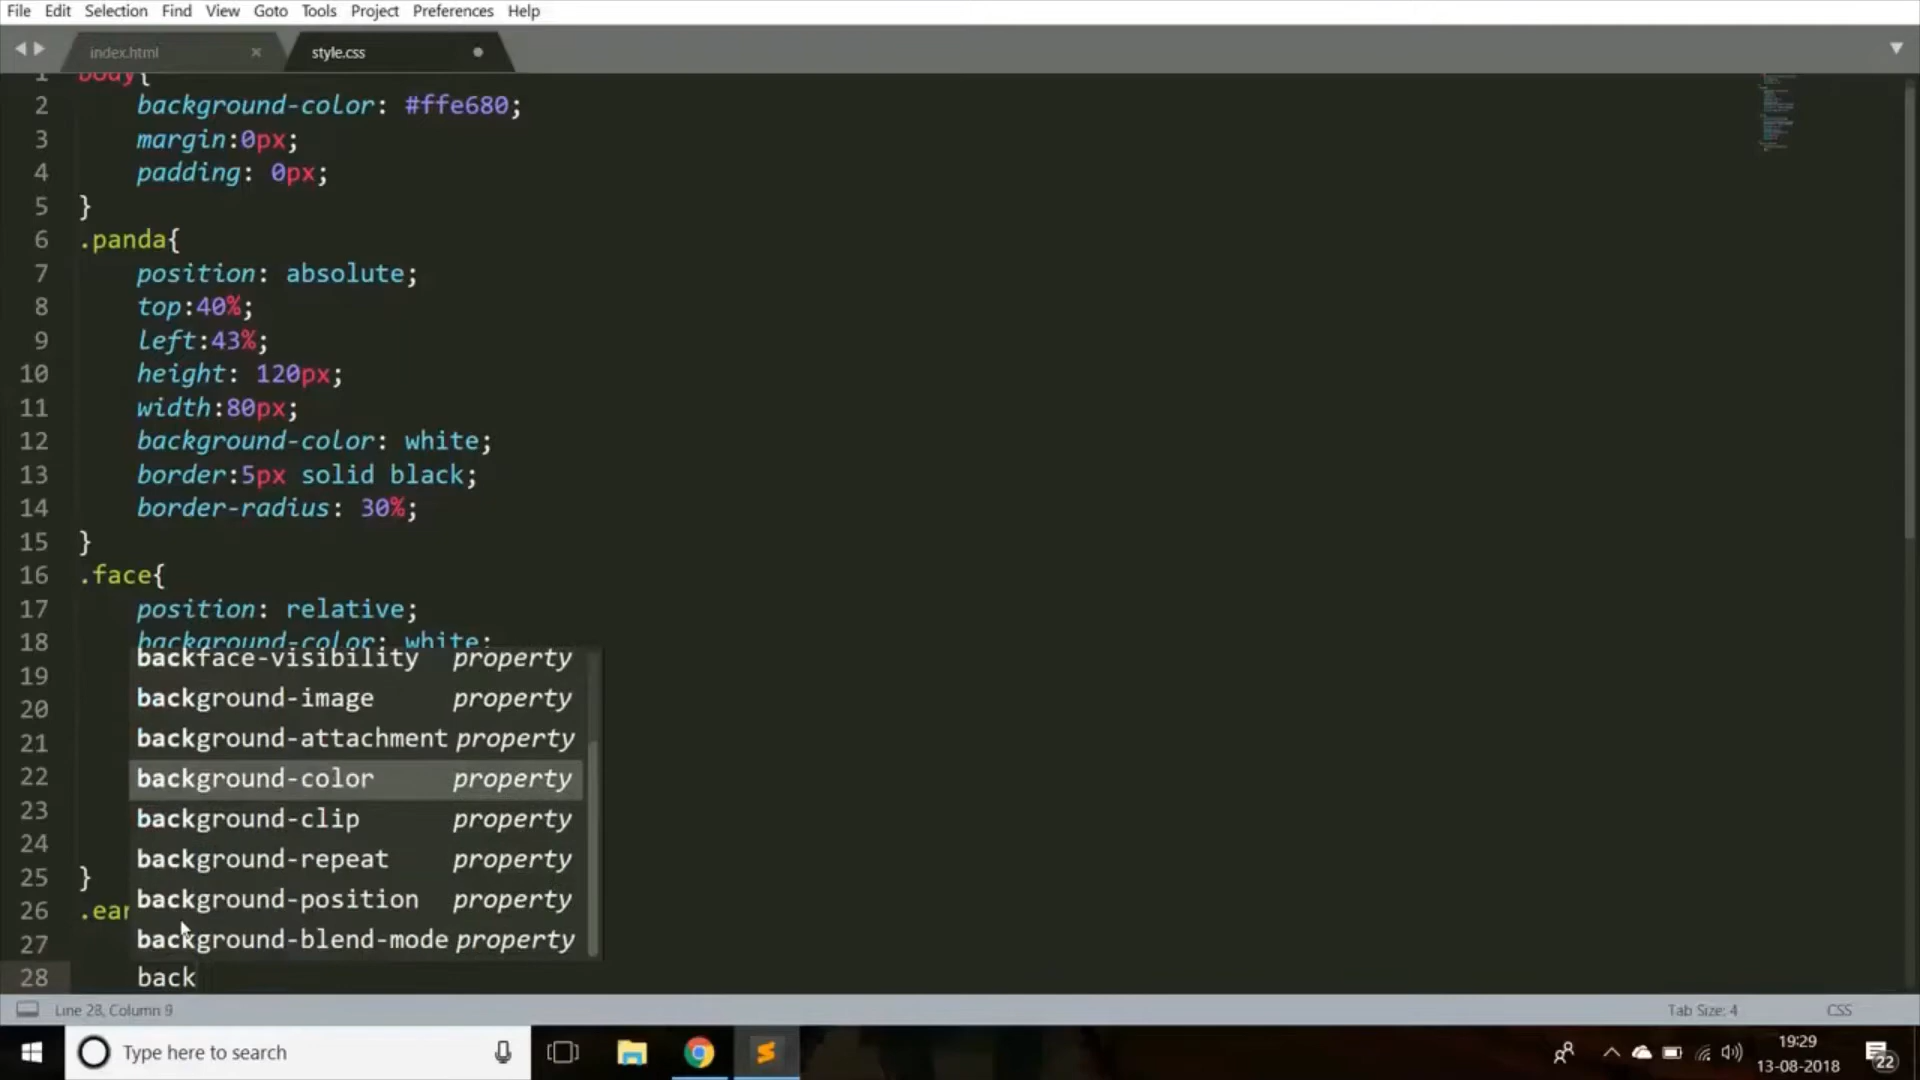 File Edit Selection Find View Goto Tools Project Preferences Help
index.html × style.css
1 body{
2 background-color: #ffe680;
3 margin:0px;
4 padding: 0px;
5 }
6 .panda{
7 position: absolute;
8 top:40%;
9 left:43%;
10 height: 120px;
11 width:80px;
12 background-color: white;
13 border:5px solid black;
14 border-radius: 30%;
15 }
16 .face{
17 position: relative;
18 background-color: white;
19 backface-visibility property
20 background-image property
21 background-attachment property
22 background-color property
23 background-clip property
24 background-repeat property
25 } background-position property
26 .ear background-blend-mode property
27
28 back
Line 28, Column 9 Tab Size: 4 CSS
Type here to search 19:29
13-08-2018 22